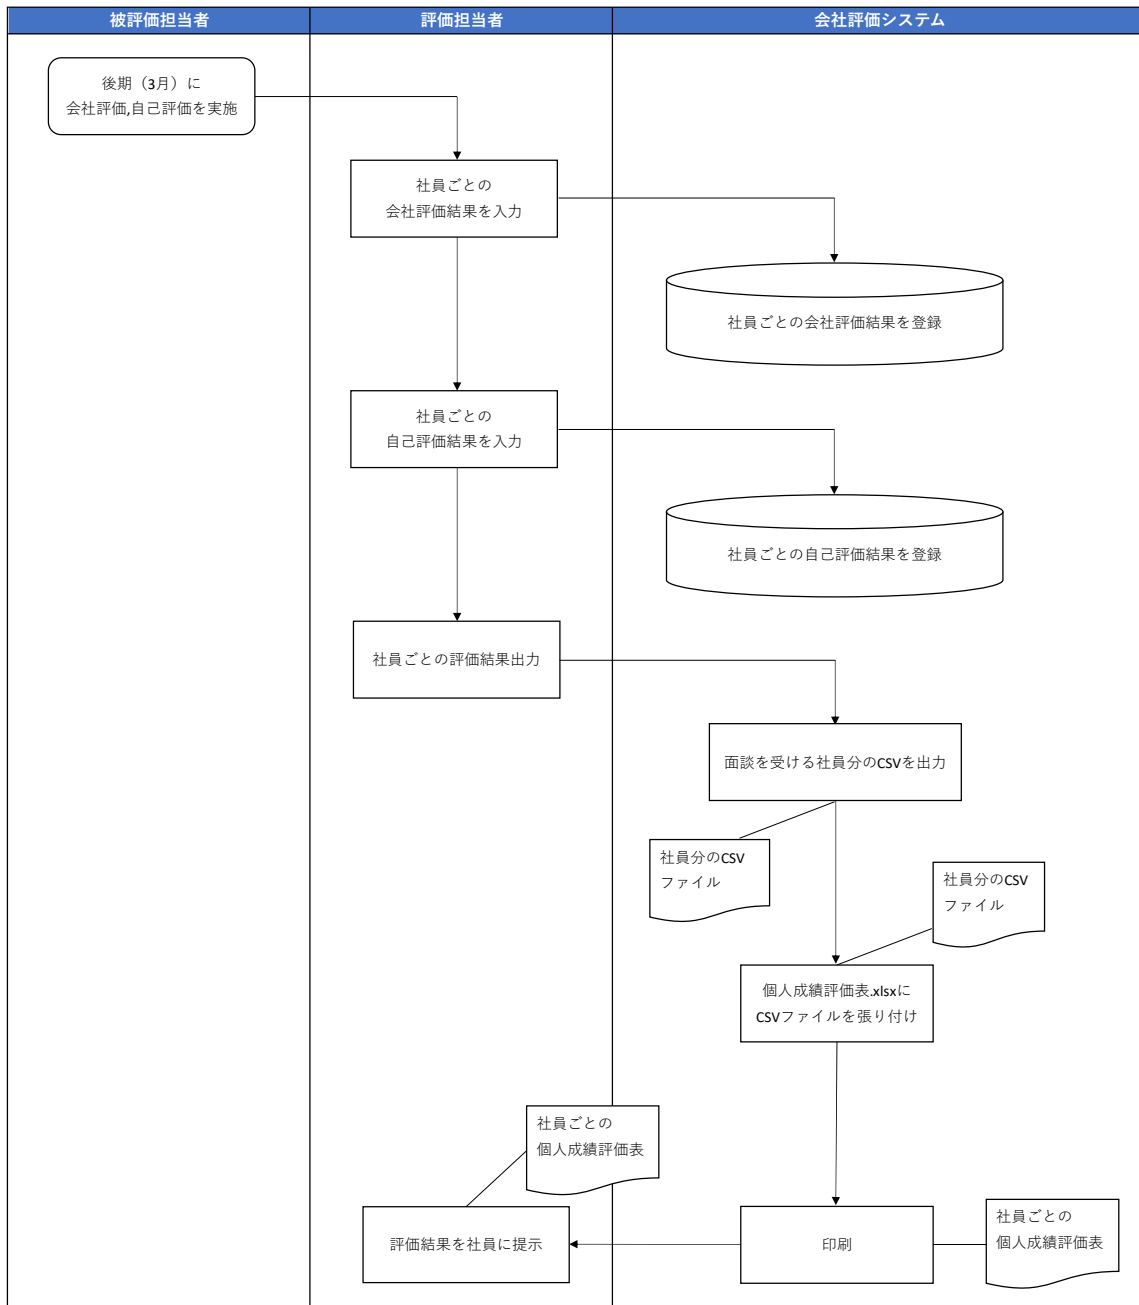 被評価担当者
評価担当者
会社評価システム
後期（3月）に
会社評価,自己評価を実施
社員ごとの
会社評価結果を入力
社員ごとの会社評価結果を登録
社員ごとの
自己評価結果を入力
社員ごとの自己評価結果を登録
社員ごとの評価結果出力
面談を受ける社員分のCSVを出力
社員分のCSV
ファイル
社員分のCSV
ファイル
個人成績評価表.xlsxに
CSVファイルを張り付け
社員ごとの
個人成績評価表
評価結果を社員に提示
印刷
社員ごとの
個人成績評価表